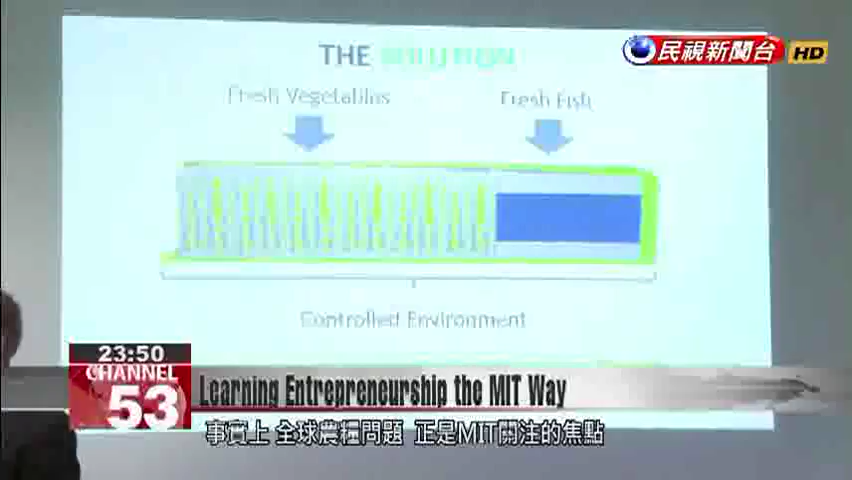 THE SOLUTION
民視新聞台 HD
Fresh Vegetables
Fresh Fish
Controlled Environment
23:50
CHANNEL
53
Learning Entrepreneurship the MIT Way
事實上 全球農糧問題 正是MIT關注的焦點